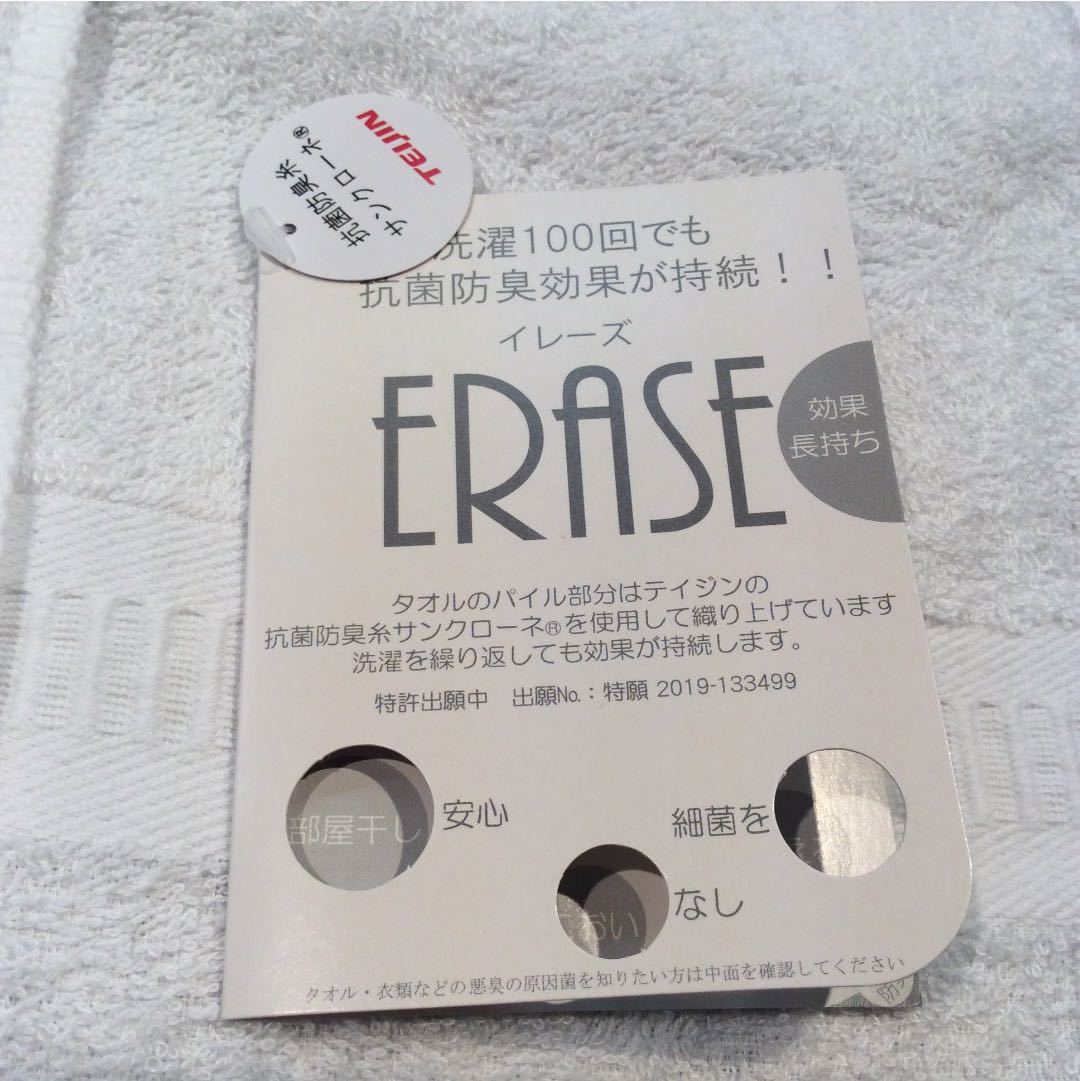 TEIJIN
抗菌防臭糸
サンクローネ®
洗濯100回でも
抗菌防臭効果が持続！！
イレーズ
ERASE
効果
長持ち
タオルのパイル部分はテイジンの
抗菌防臭糸サンクローネ®を使用して織り上げています
洗濯を繰り返しても効果が持続します。
特許出願中　出願No.：特願 2019-133499
部屋干し 安心
細菌を
におい なし
タオル・衣類などの悪臭の原因菌を知りたい方は中面を確認してください